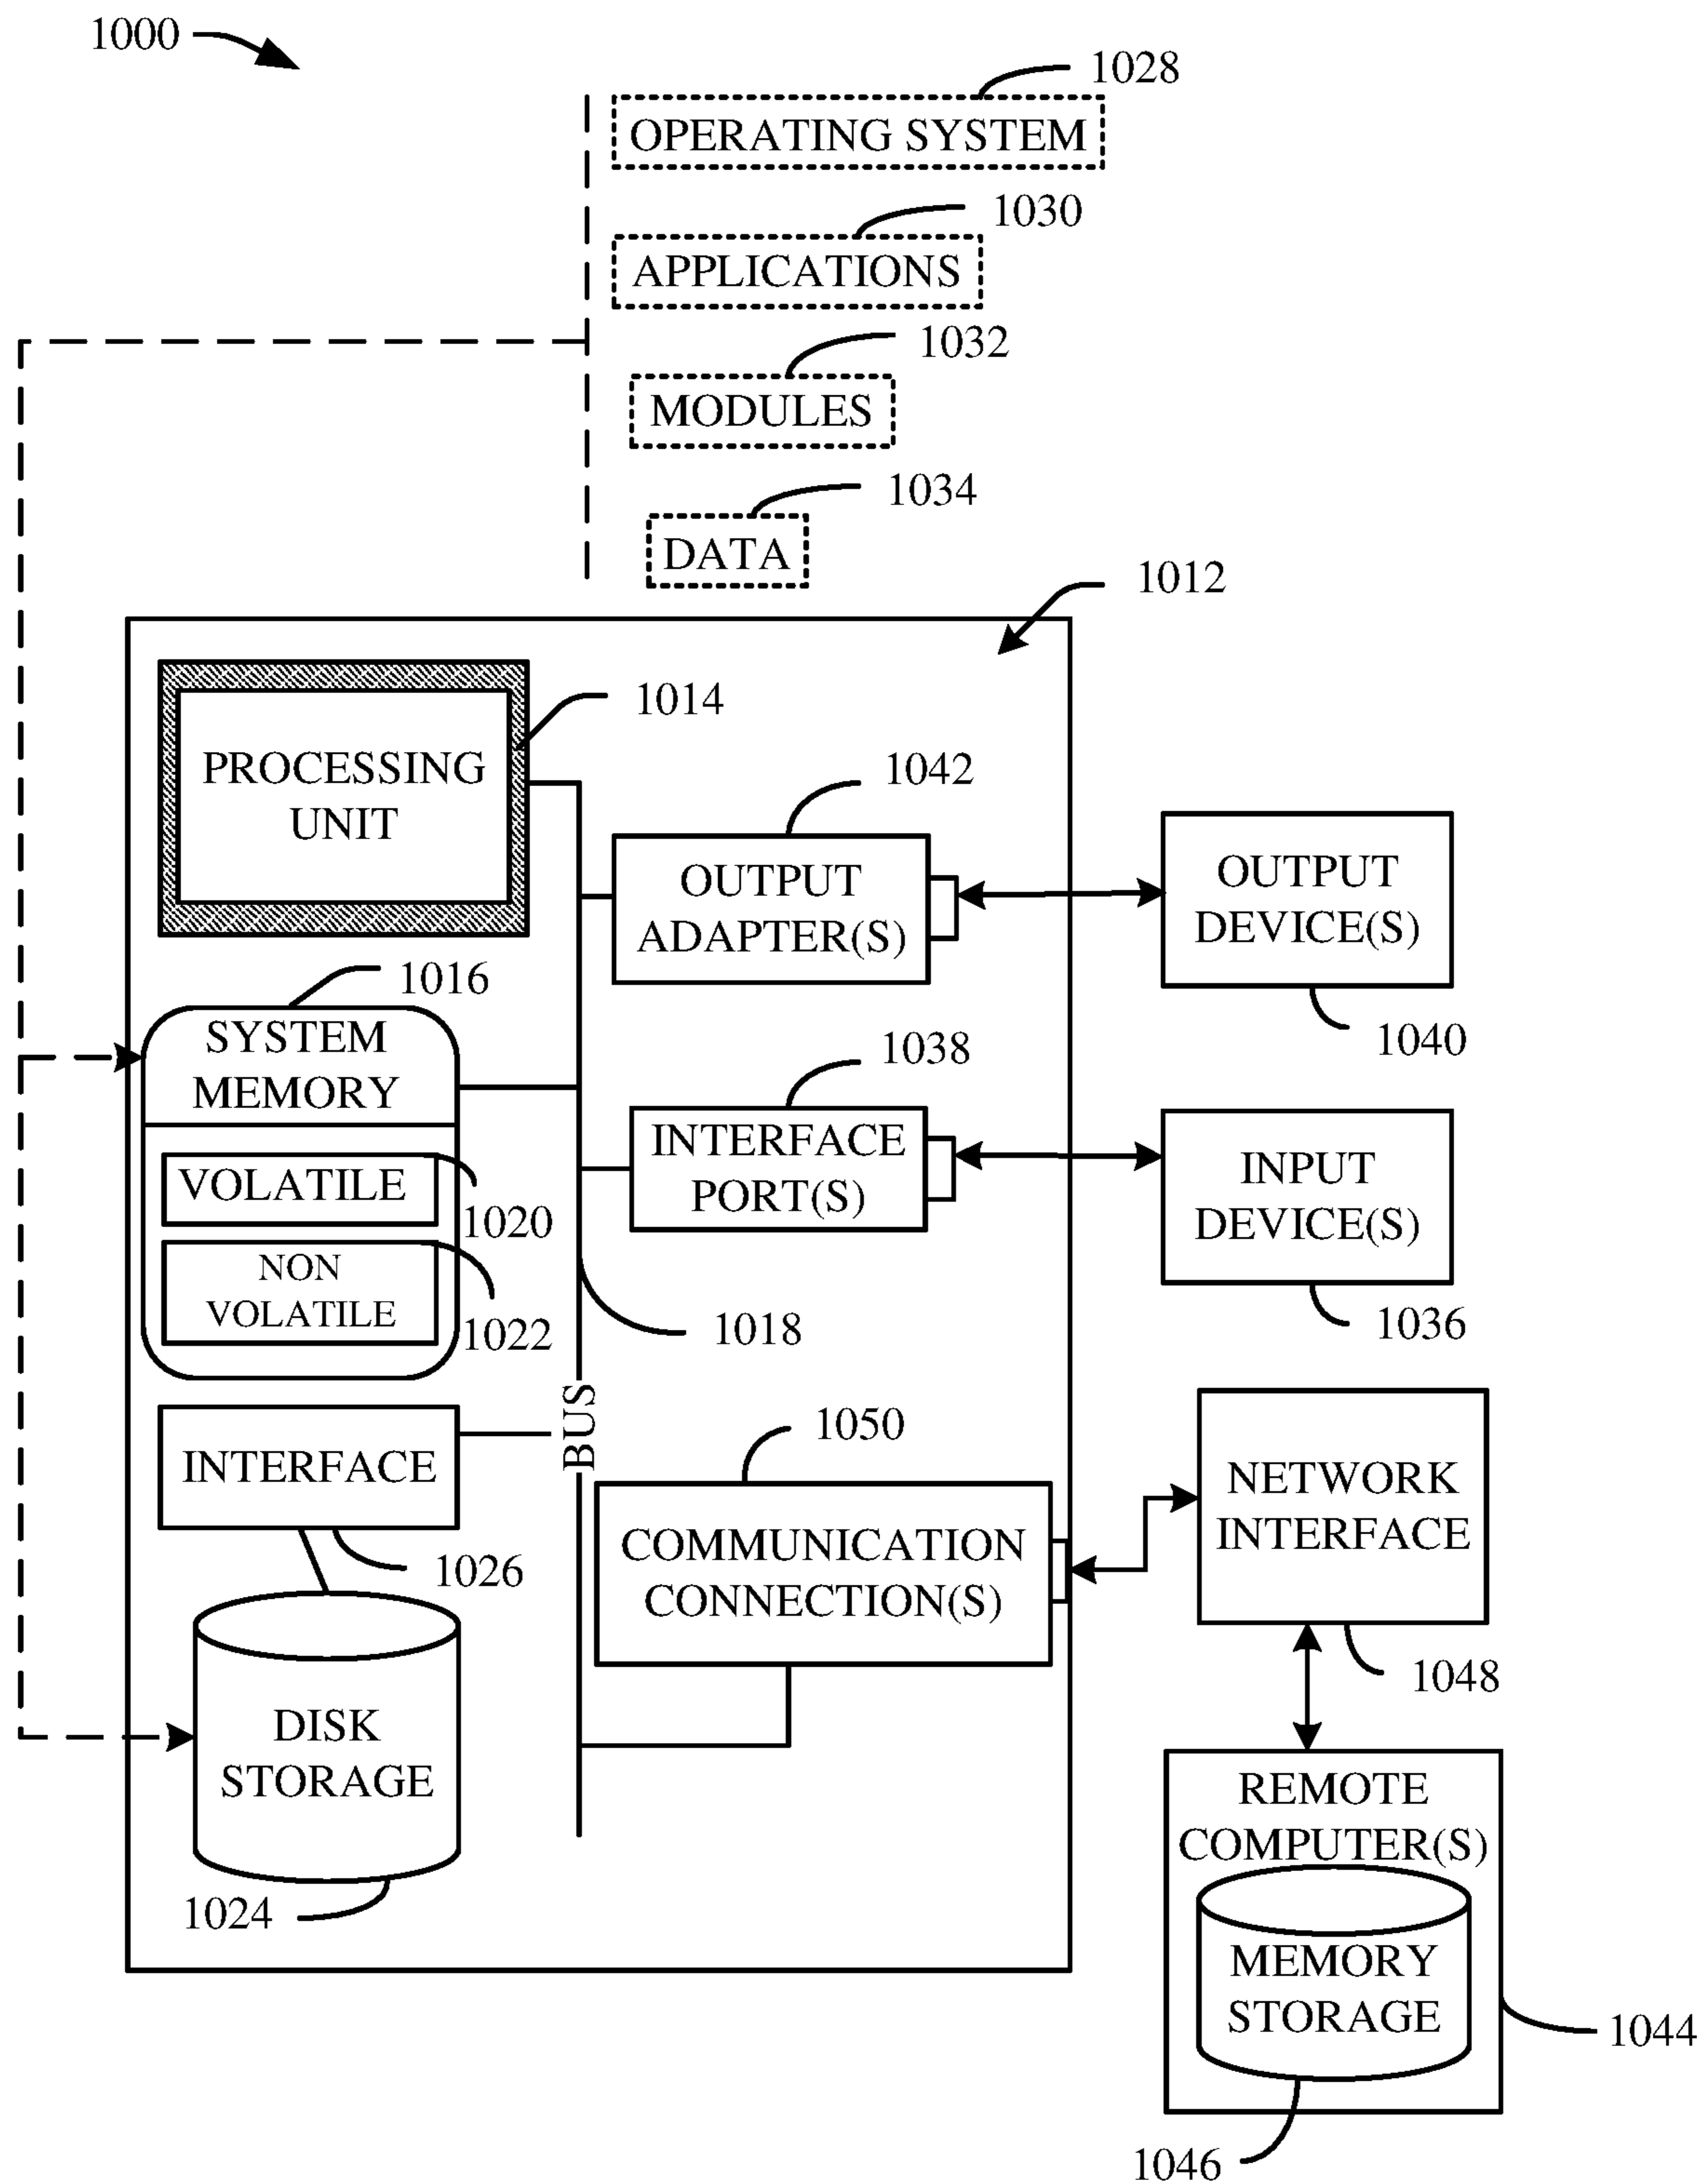 1000
1028
OPERATING SYSTEM
1030
APPLICATIONS
1032
MODULES
1034
DATA
1012
1014
PROCESSING
UNIT
1042
OUTPUT
ADAPTER(S)
OUTPUT
DEVICE(S)
1040
1016
SYSTEM
MEMORY
1038
INTERFACE
PORT(S)
INPUT
DEVICE(S)
1036
VOLATILE
1020
NON
VOLATILE
1022
1018
BUS
INTERFACE
1026
1050
COMMUNICATION
CONNECTION(S)
NETWORK
INTERFACE
1048
DISK
STORAGE
1024
REMOTE
COMPUTER(S)
MEMORY
STORAGE
1044
1046